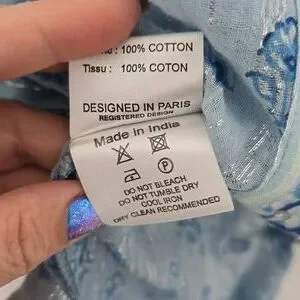 : 100% COTTON
Tissu : 100% COTON
DESIGNED IN PARIS
REGISTERED DESIGN
Made in India
P
DO NOT BLEACH
DO NOT TUMBLE DRY
COOL IRON
DRY CLEAN RECOMMENDED